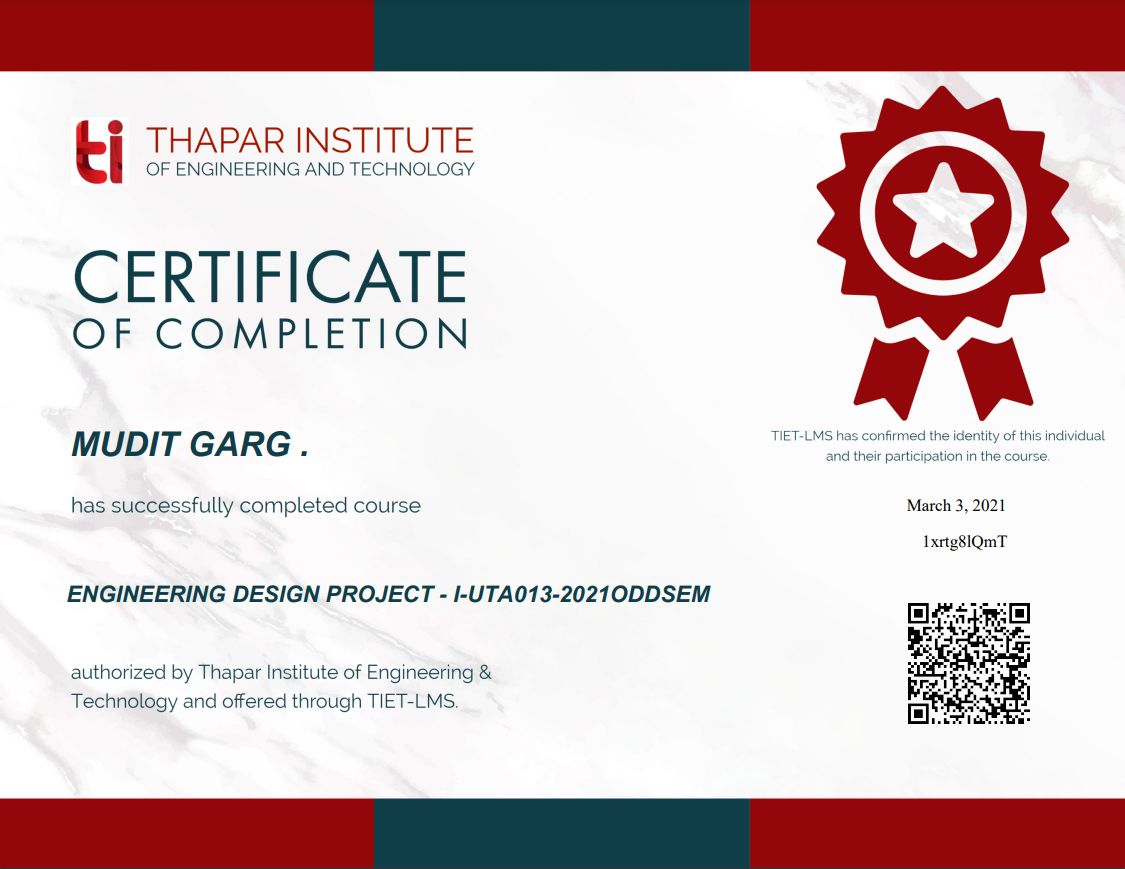 ti
THAPAR INSTITUTE
OF ENGINEERING AND TECHNOLOGY
CERTIFICATE
OF COMPLETION
MUDIT GARG .
has successfully completed course
ENGINEERING DESIGN PROJECT - I-UTA013-2021ODDSEM
authorized by Thapar Institute of Engineering &
Technology and offered through TIET-LMS.
TIET-LMS has confirmed the identity of this individual
and their participation in the course.
March 3, 2021
1xrtg8lQmT